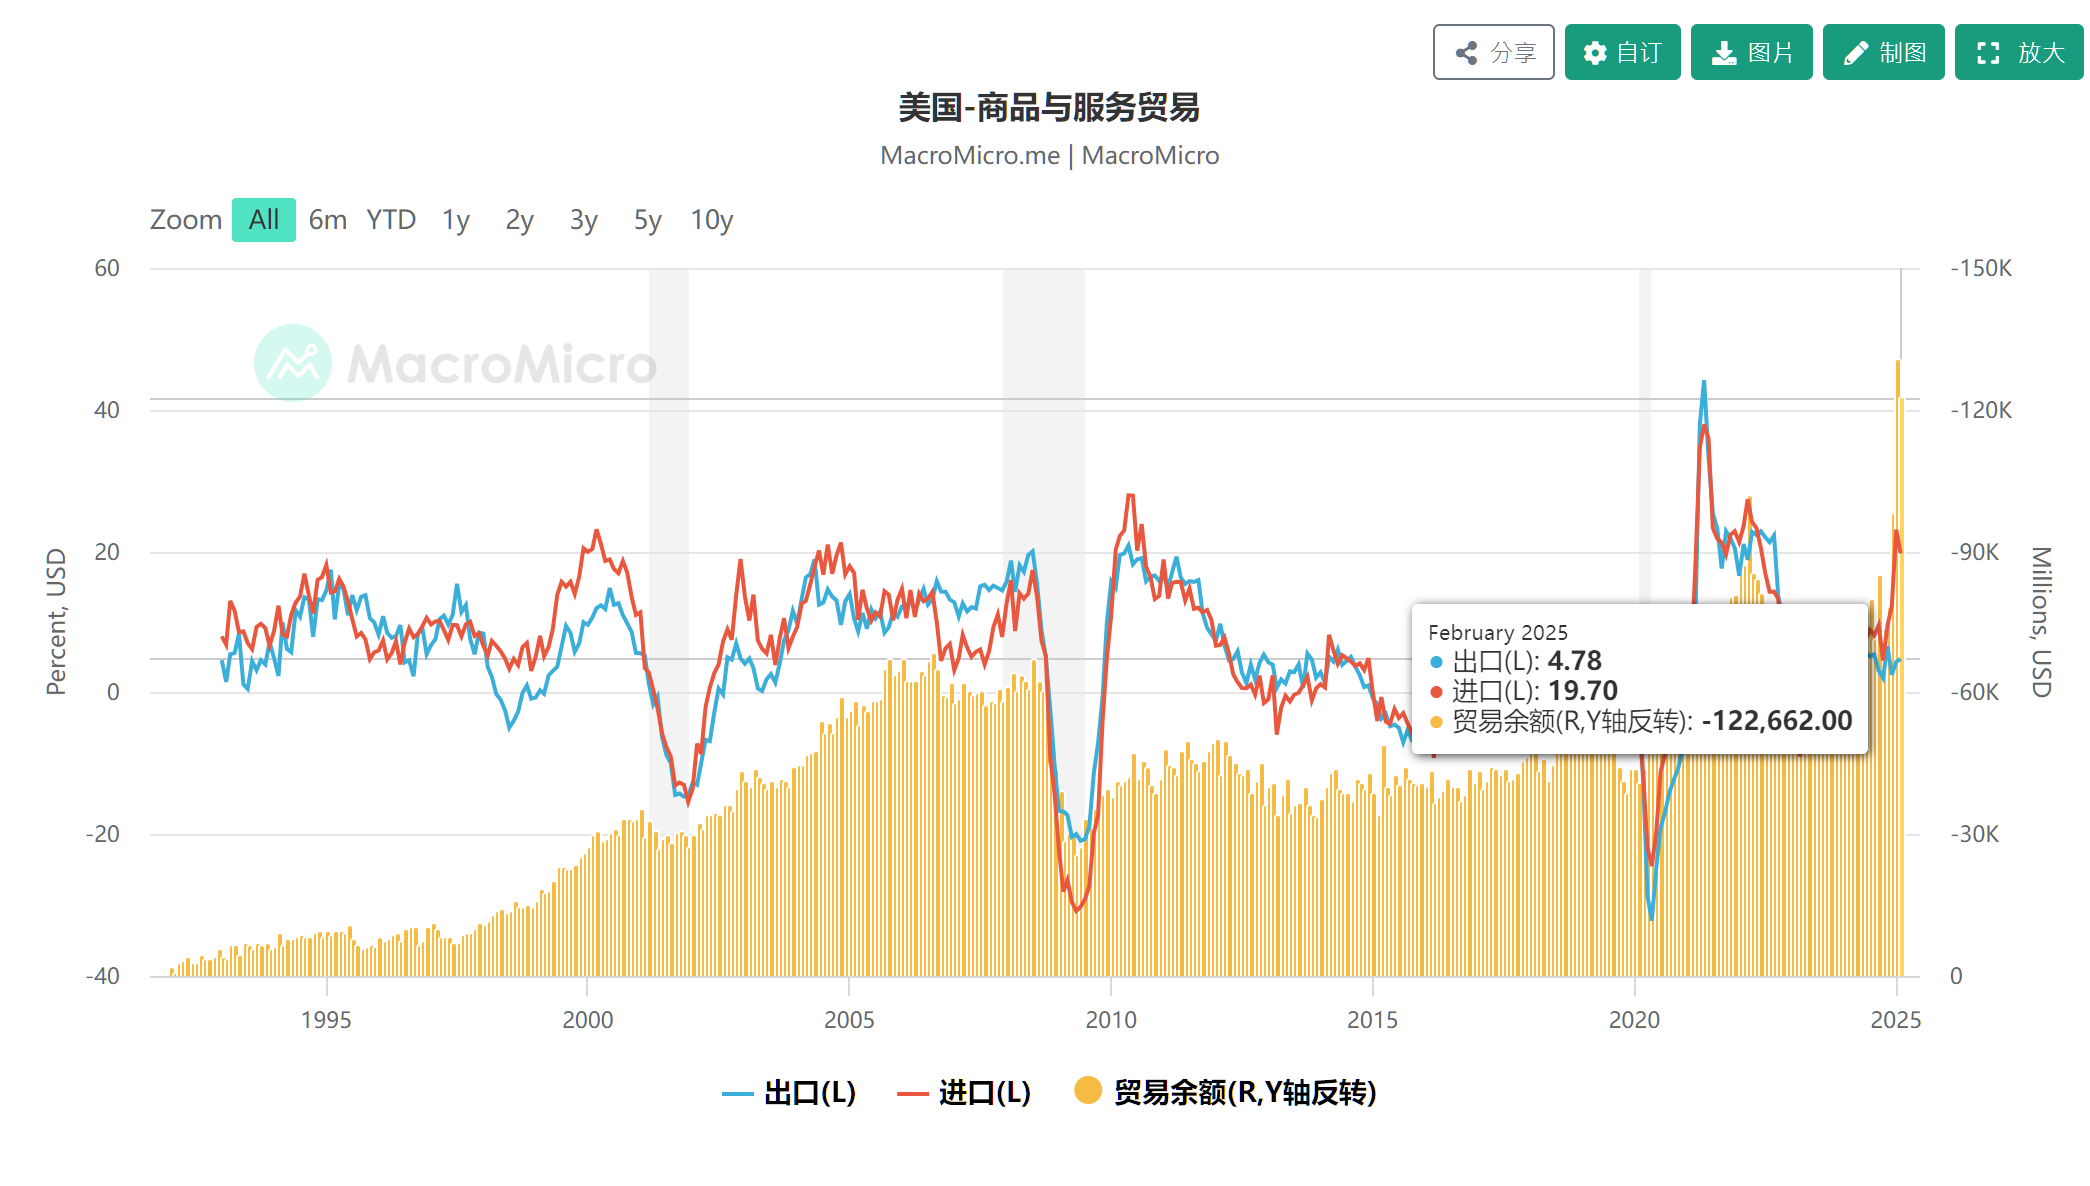 分享 自订 图片 制图 放大
美国-商品与服务贸易
MacroMicro.me | MacroMicro
Zoom All 6m YTD 1y 2y 3y 5y 10y
60 -150K
MacroMicro
40 -120K
20 -90K
Percent, USD
Millions, USD
0 -60K
February 2025
出口(L): 4.78
进口(L): 19.70
贸易余额(R,Y轴反转): -122,662.00
-20 -30K
-40 0
1995 2000 2005 2010 2015 2020 2025
出口(L) 进口(L) 贸易余额(R,Y轴反转)